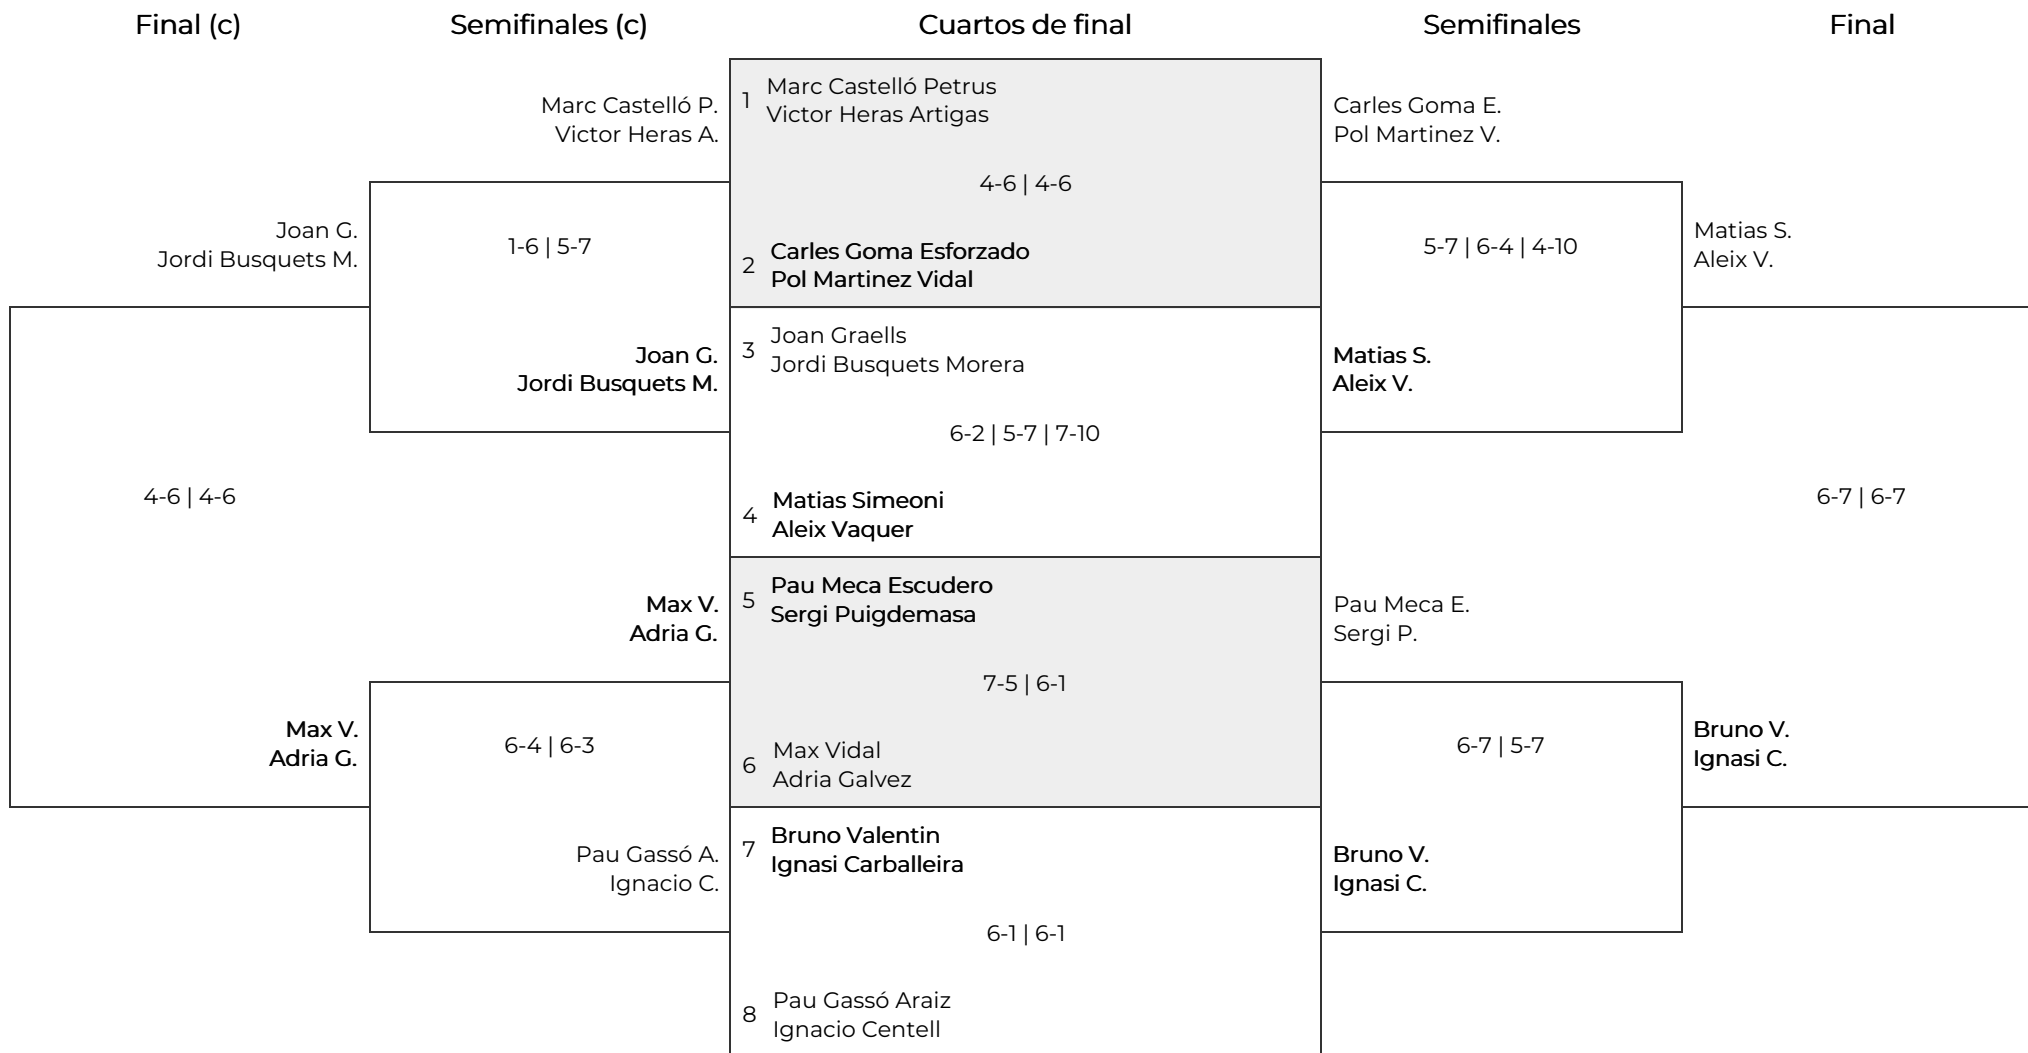 Final (c)
Semifinales (c)
Cuartos de final
Semifinales
Final
Joan G.
Jordi Busquets M.
4-6 | 4-6
Max V.
Adria G.
Marc Castelló P.
Victor Heras A.
1-6 | 5-7
Joan G.
Jordi Busquets M.
Max V.
Adria G.
6-4 | 6-3
Pau Gassó A.
Ignacio C.
1
Marc Castelló Petrus
Victor Heras Artigas
4-6 | 4-6
2
Carles Goma Esforzado
Pol Martinez Vidal
3
Joan Graells
Jordi Busquets Morera
6-2 | 5-7 | 7-10
4
Matias Simeoni
Aleix Vaquer
5
Pau Meca Escudero
Sergi Puigdemasa
7-5 | 6-1
6
Max Vidal
Adria Galvez
7
Bruno Valentin
Ignasi Carballeira
6-1 | 6-1
8
Pau Gassó Araiz
Ignacio Centell
Carles Goma E.
Pol Martinez V.
5-7 | 6-4 | 4-10
Matias S.
Aleix V.
Pau Meca E.
Sergi P.
6-7 | 5-7
Bruno V.
Ignasi C.
Matias S.
Aleix V.
6-7 | 6-7
Bruno V.
Ignasi C.